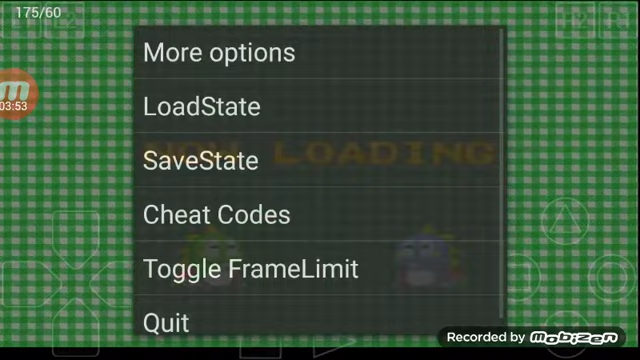 175/60
More options
03:53
LoadState
SaveState
NOW LOADING
Cheat Codes
Toggle FrameLimit
Quit
Recorded by mobizen